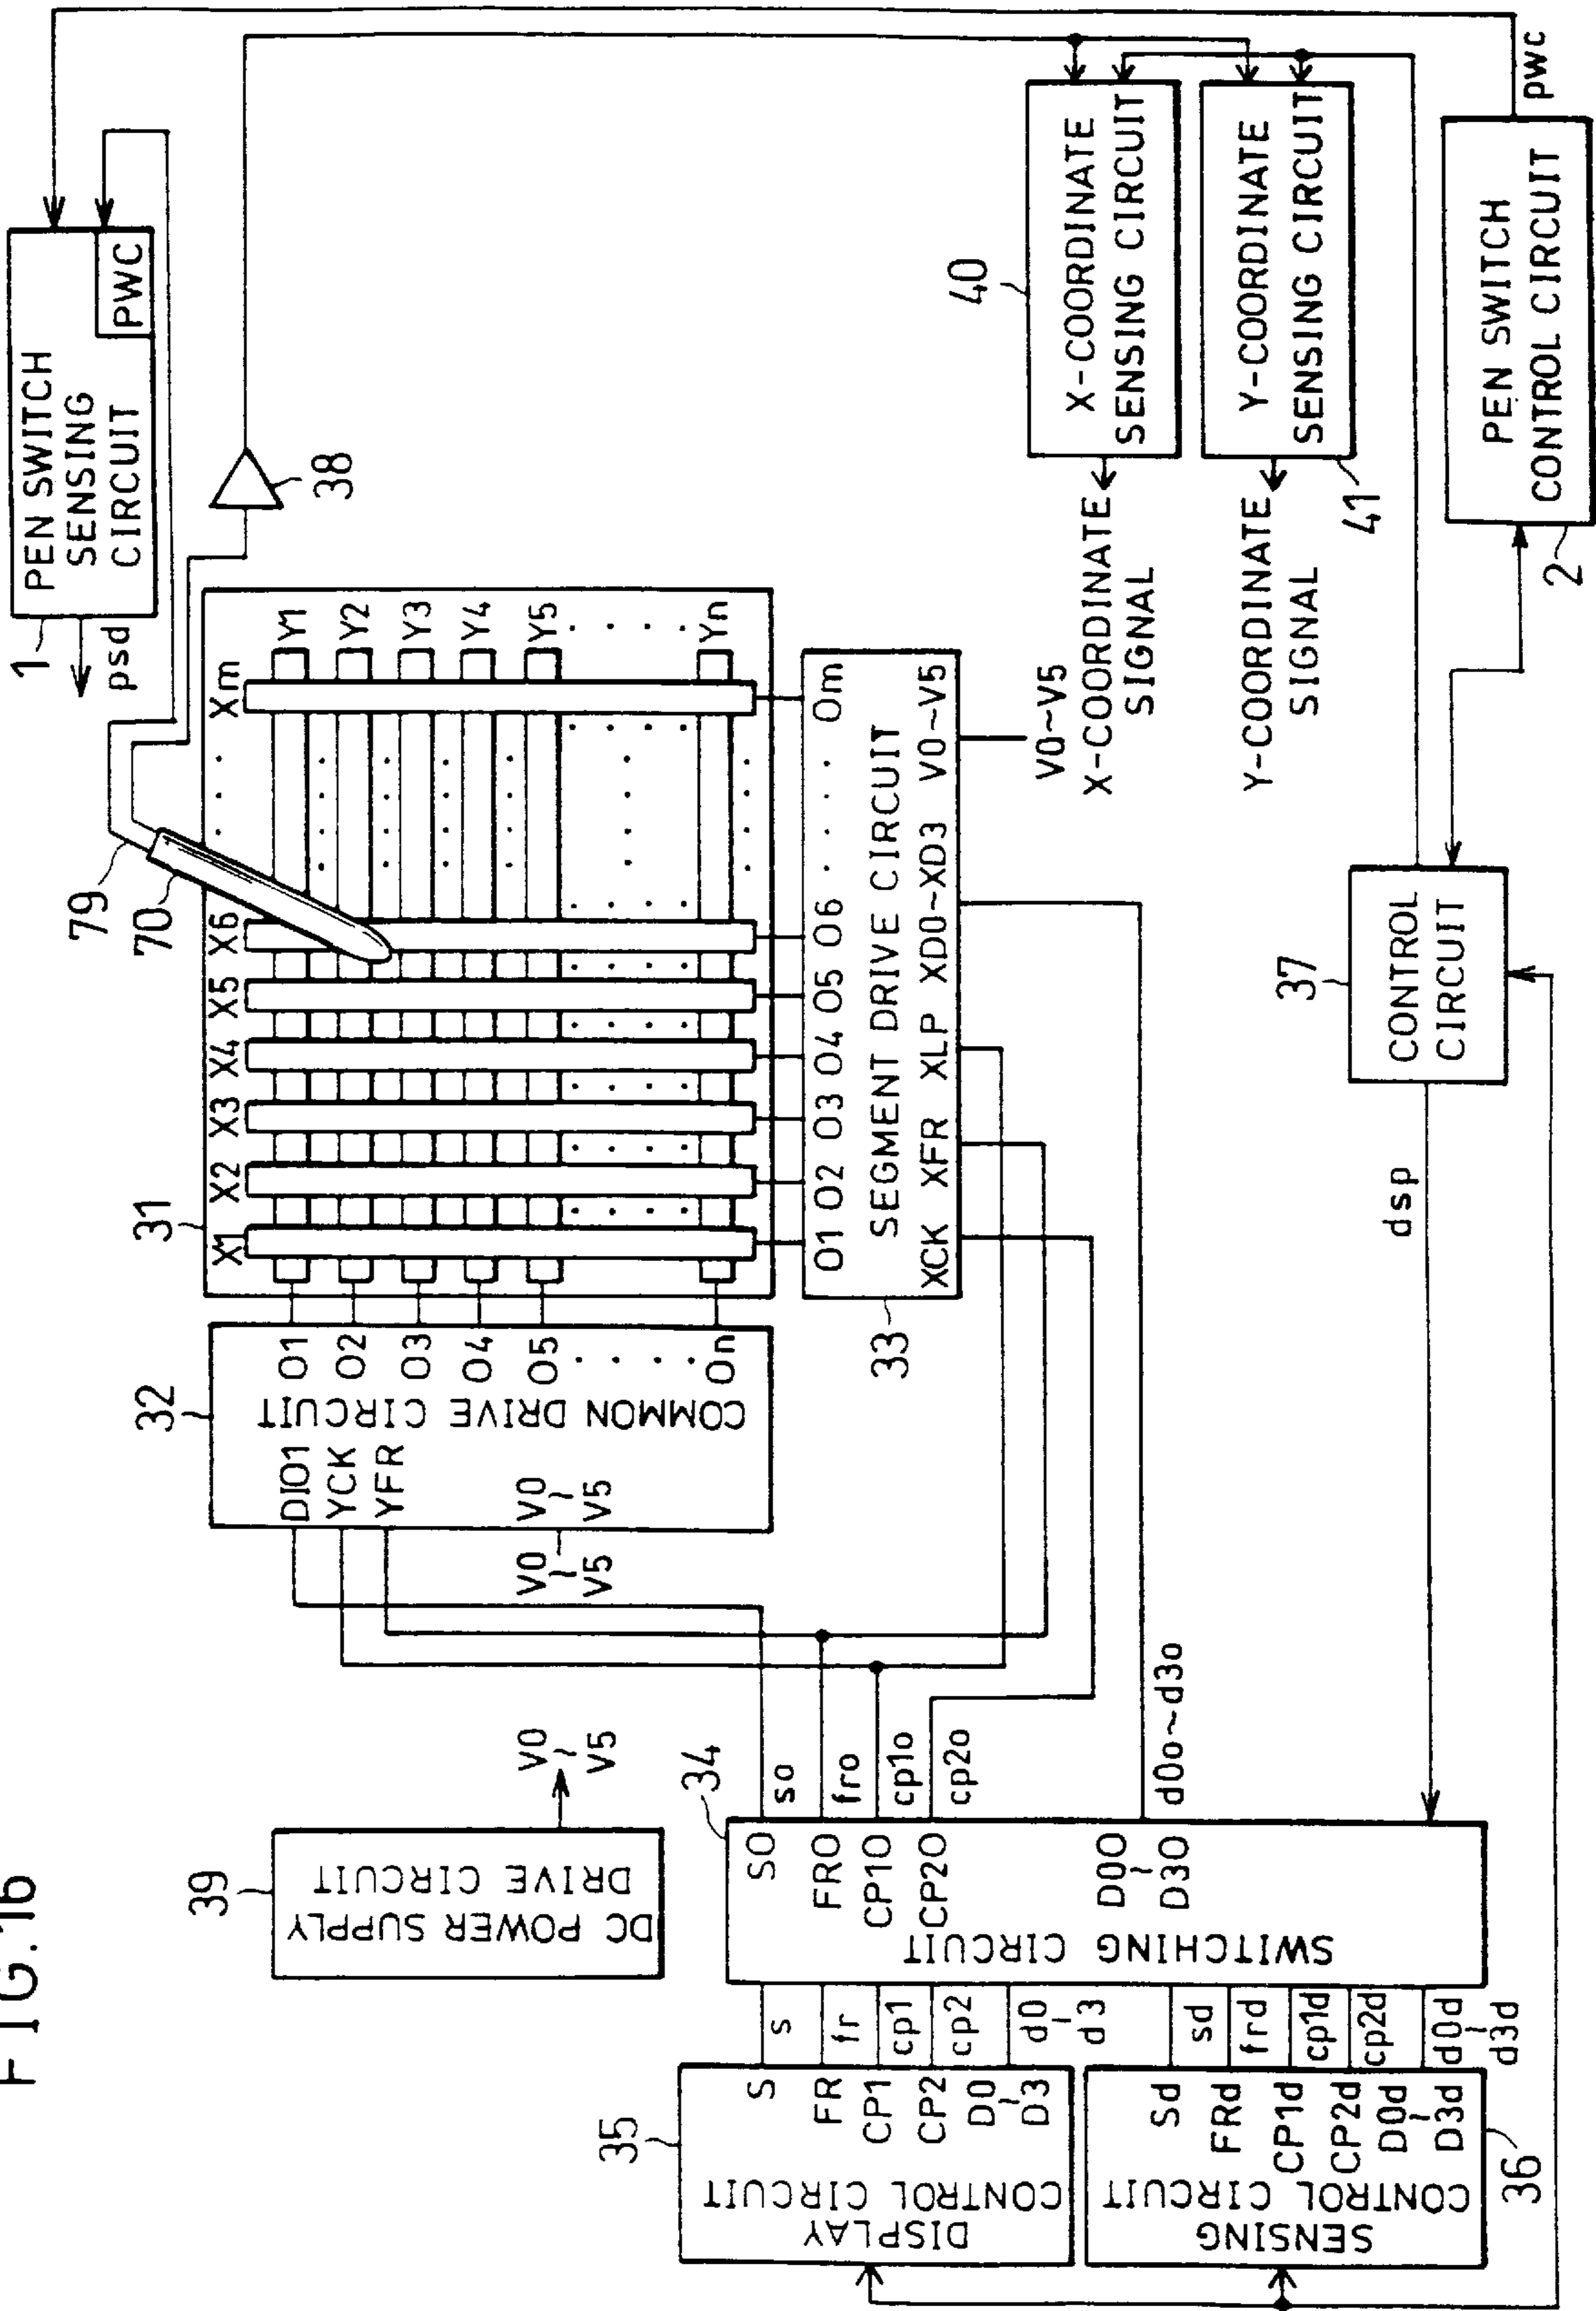 FIG.16
1
PEN SWITCH
SENSING
CIRCUIT
PWC
psd
38
79
70
31
X1
X2
X3
X4
X5
X6
. . .
Xm
Y1
Y2
Y3
Y4
Y5
. . . .
Yn
32
COMMON DRIVE CIRCUIT
DIO1
YCK
YFR
V0
~
V5
V0
~
V5
O1
O2
O3
O4
O5
. . . .
On
33
O1 O2 O3 O4 O5 O6 . . . Om
SEGMENT DRIVE CIRCUIT
XCK XFR XLP XD0~XD3 V0~V5
V0~V5
39
DC POWER SUPPLY
DRIVE CIRCUIT
V0
~
V5
34
SWITCHING CIRCUIT
SO
FRO
CP1O
CP2O
D0O
~
D3O
so
fro
cp1o
cp2o
d0o~d3o
35
DISPLAY
CONTROL CIRCUIT
S
FR
CP1
CP2
D0
~
D3
s
fr
cp1
cp2
d0
~
d3
36
SENSING
CONTROL CIRCUIT
Sd
FRd
CP1d
CP2d
D0d
~
D3d
sd
frd
cp1d
cp2d
d0d
~
d3d
37
CONTROL
CIRCUIT
dsp
40
X-COORDINATE
SENSING CIRCUIT
X-COORDINATE
SIGNAL
41
Y-COORDINATE
SENSING CIRCUIT
Y-COORDINATE
SIGNAL
2
PEN SWITCH
CONTROL CIRCUIT
pwc